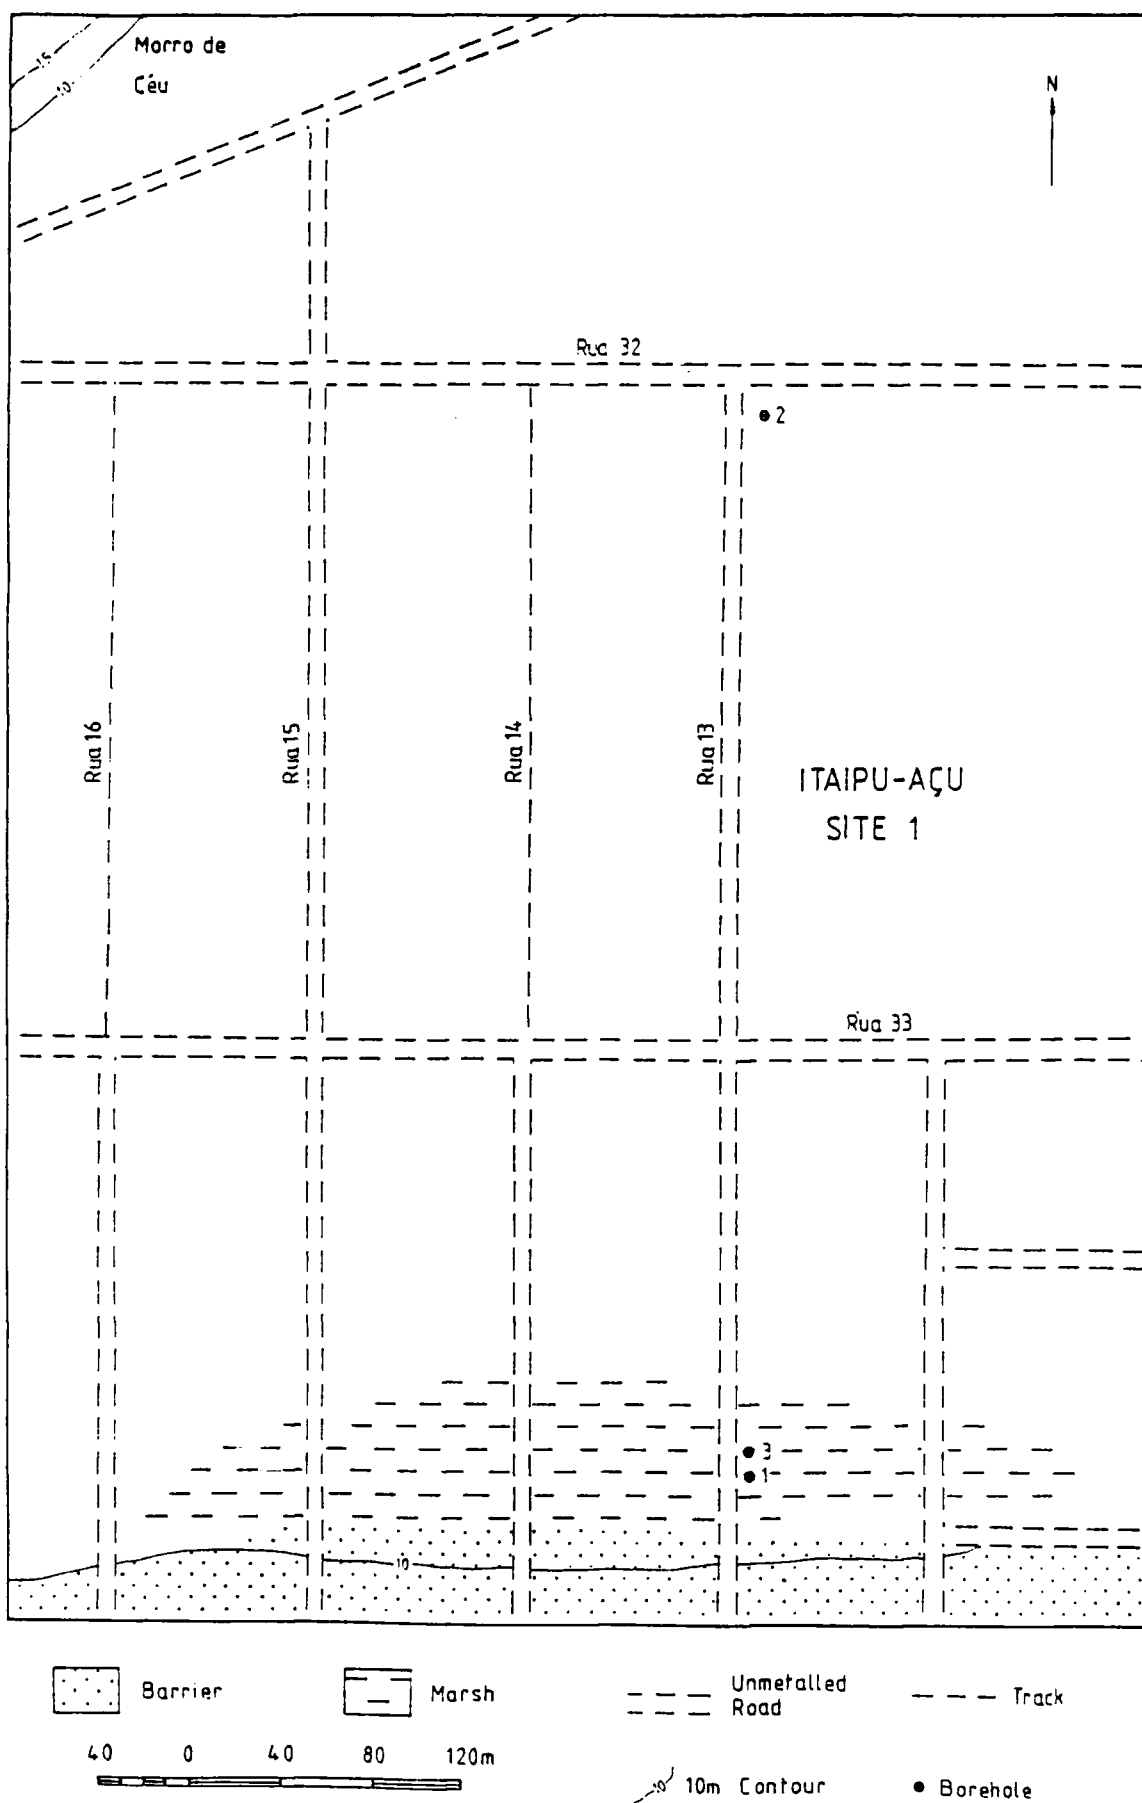 Morro de
Céu
15
10
N
Rua 32
2
Rua 16
Rua 15
Rua 14
Rua 13
ITAIPU-AÇU
SITE 1
Rua 33
3
1
10
Barrier
Marsh
Unmetalled
Road
Track
40 0 40 80 120m
10
10m Contour
Borehole